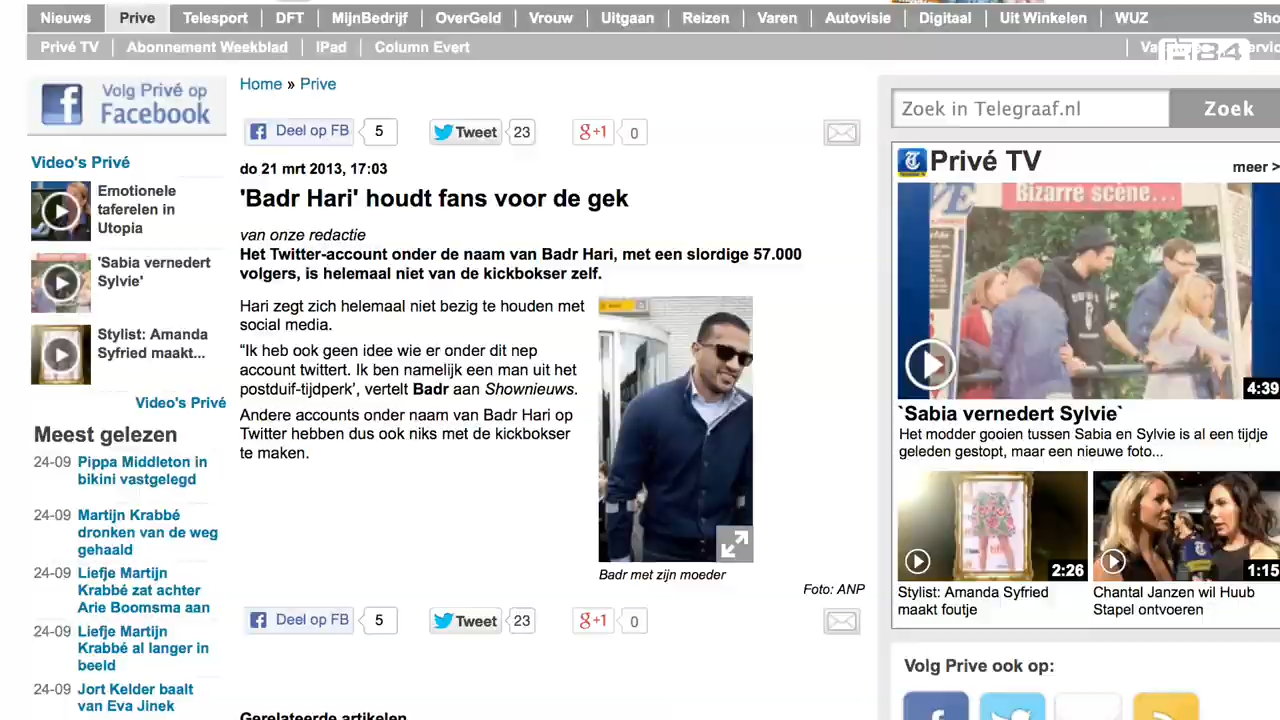 Nieuws Prive Telesport DFT MijnBedrijf OverGeld Vrouw Uitgaan Reizen Varen Autovisie Digitaal Uit Winkelen WUZ
Privé TV Abonnement Weekblad IPad Column Evert
Volg Privé op
Facebook
Video's Privé
Emotionele
taferelen in
Utopia
'Sabia vernedert
Sylvie'
Stylist: Amanda
Syfried maakt...
Video's Privé
Meest gelezen
24-09 Pippa Middleton in
bikini vastgelegd
24-09 Martijn Krabbé
dronken van de weg
gehaald
24-09 Liefje Martijn
Krabbé zat achter
Arie Boomsma aan
24-09 Liefje Martijn
Krabbé al langer in
beeld
24-09 Jort Kelder baalt
van Eva Jinek
Home » Prive
Deel op FB 5 Tweet 23 g+1 0
do 21 mrt 2013, 17:03
'Badr Hari' houdt fans voor de gek
van onze redactie
Het Twitter-account onder de naam van Badr Hari, met een slordige 57.000
volgers, is helemaal niet van de kickbokser zelf.
Hari zegt zich helemaal niet bezig te houden met
social media.
“Ik heb ook geen idee wie er onder dit nep
account twittert. Ik ben namelijk een man uit het
postduif-tijdperk’, vertelt Badr aan Shownieuws.
Andere accounts onder naam van Badr Hari op
Twitter hebben dus ook niks met de kickbokser
te maken.
Badr met zijn moeder
Foto: ANP
Deel op FB 5 Tweet 23 g+1 0
Gerelateerde artikelen
Zoek in Telegraaf.nl Zoek
Privé TV
meer >
Bizarre scène...
4:39
`Sabia vernedert Sylvie`
Het modder gooien tussen Sabia en Sylvie is al een tijdje
geleden gestopt, maar een nieuwe foto...
2:26
1:15
Stylist: Amanda Syfried
maakt foutje
Chantal Janzen wil Huub
Stapel ontvoeren
Volg Prive ook op: